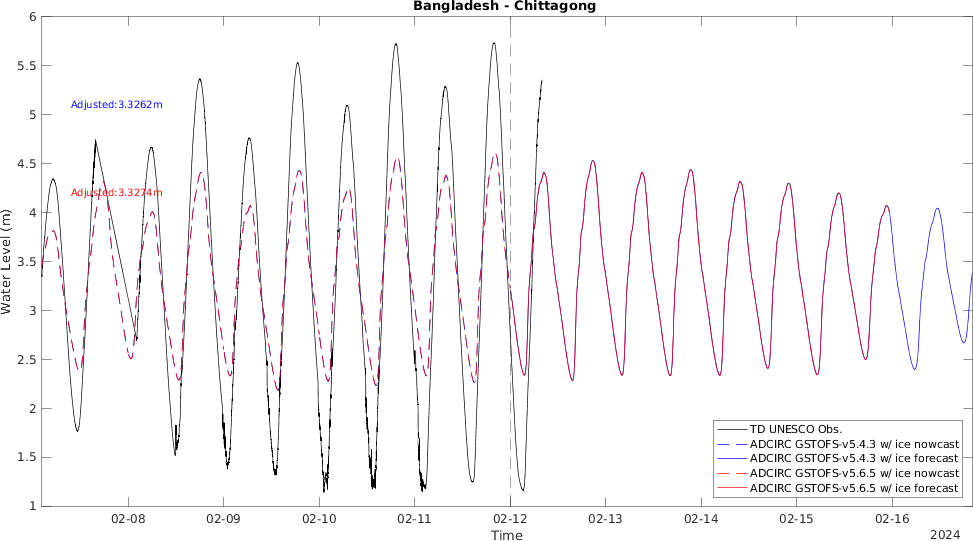 Bangladesh - Chittagong
6
5.5
5
4.5
4
3.5
3
2.5
2
1.5
1
Water Level (m)
Adjusted:3.3262m
Adjusted:3.3274m
TD UNESCO Obs.
ADCIRC GSTOFS-v5.4.3 w/ ice nowcast
ADCIRC GSTOFS-v5.4.3 w/ ice forecast
ADCIRC GSTOFS-v5.6.5 w/ ice nowcast
ADCIRC GSTOFS-v5.6.5 w/ ice forecast
02-08 02-09 02-10 02-11 02-12 02-13 02-14 02-15 02-16
Time
2024